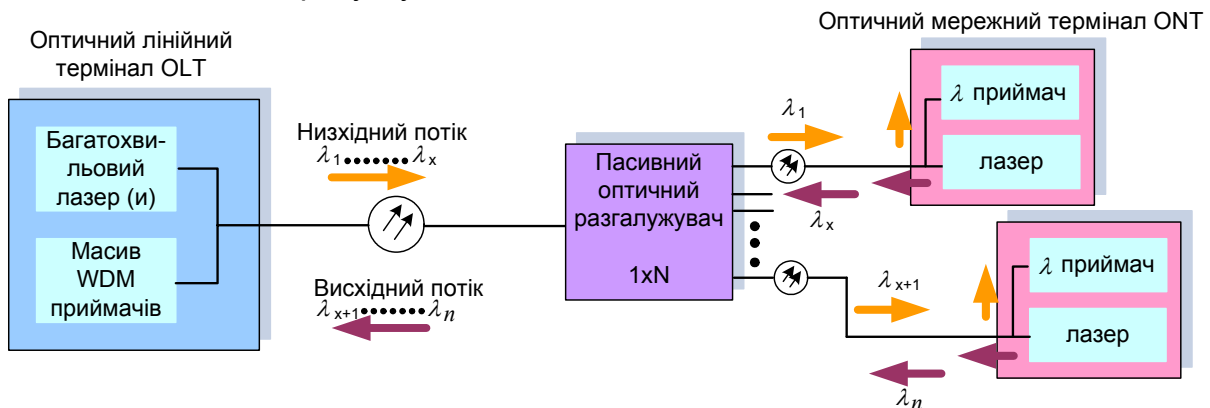 Оптичний лінійний
термінал OLT
Багатохви-
льовий
лазер (и)
Масив
WDM
приймачів
Низхідний потік
λ1.......λx
Висхідний потік
λx+1.......λn
Пасивний
оптичний
разгалужувач
1xN
λ1
λx
Оптичний мережний термінал ONT
λ приймач
лазер
λx+1
λn
λ приймач
лазер